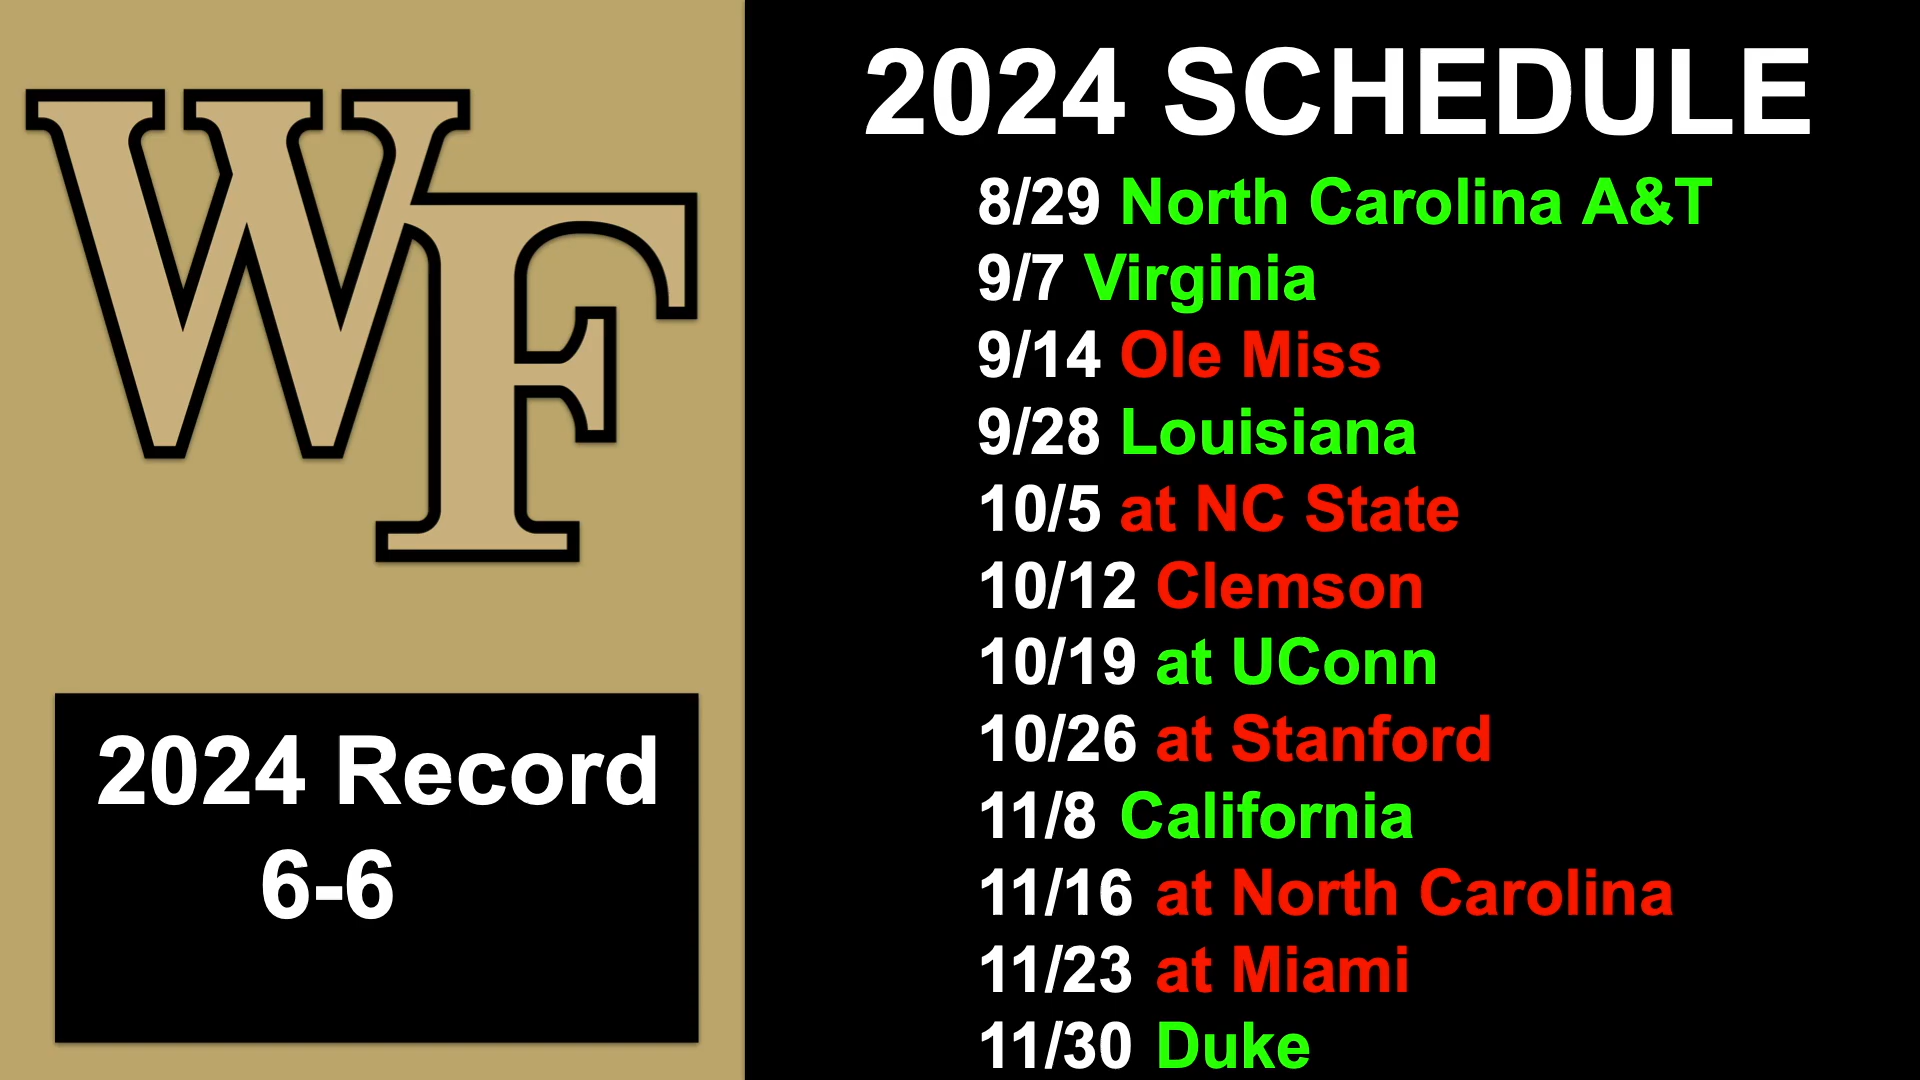 WF
2024 Record
6-6
2024 SCHEDULE
8/29 North Carolina A&T
9/7 Virginia
9/14 Ole Miss
9/28 Louisiana
10/5 at NC State
10/12 Clemson
10/19 at UConn
10/26 at Stanford
11/8 California
11/16 at North Carolina
11/23 at Miami
11/30 Duke